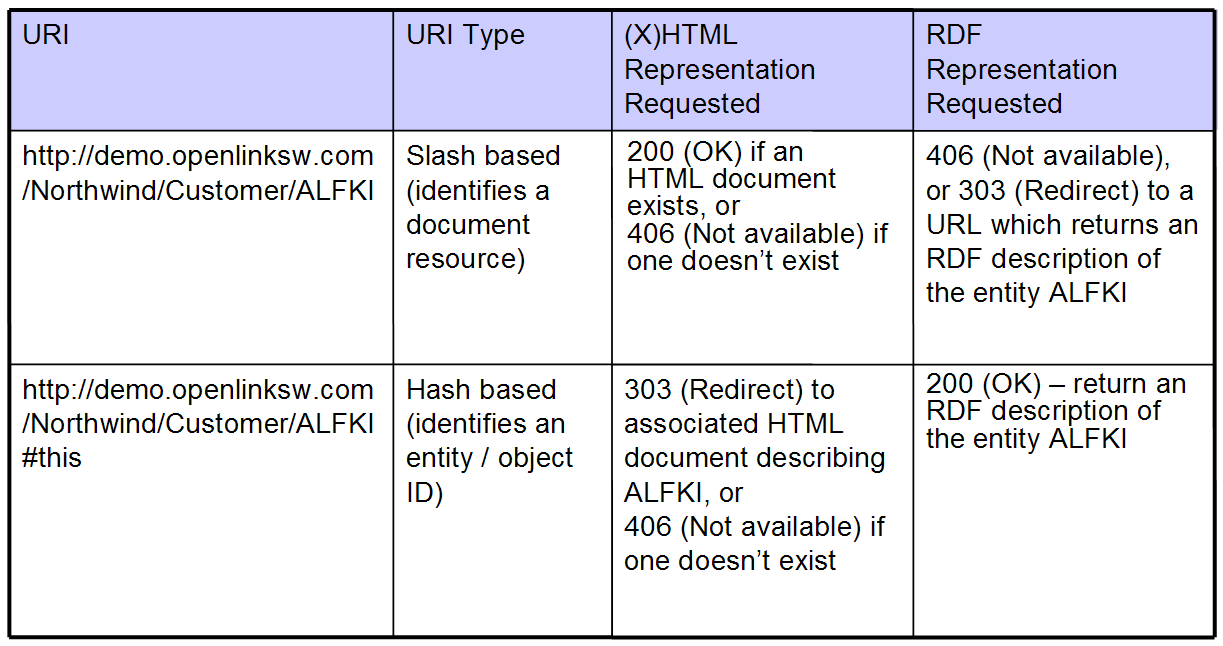 URI
URI Type
(X)HTML
Representation
Requested
RDF
Representation
Requested
http://demo.openlinksw.com
/Northwind/Customer/ALFKI
Slash based
(identifies a
document
resource)
200 (OK) if an
HTML document
exists, or
406 (Not available) if
one doesn’t exist
406 (Not available),
or 303 (Redirect) to a
URL which returns an
RDF description of
the entity ALFKI
http://demo.openlinksw.com
/Northwind/Customer/ALFKI
#this
Hash based
(identifies an
entity / object
ID)
303 (Redirect) to
associated HTML
document describing
ALFKI, or
406 (Not available) if
one doesn’t exist
200 (OK) – return an
RDF description of
the entity ALFKI